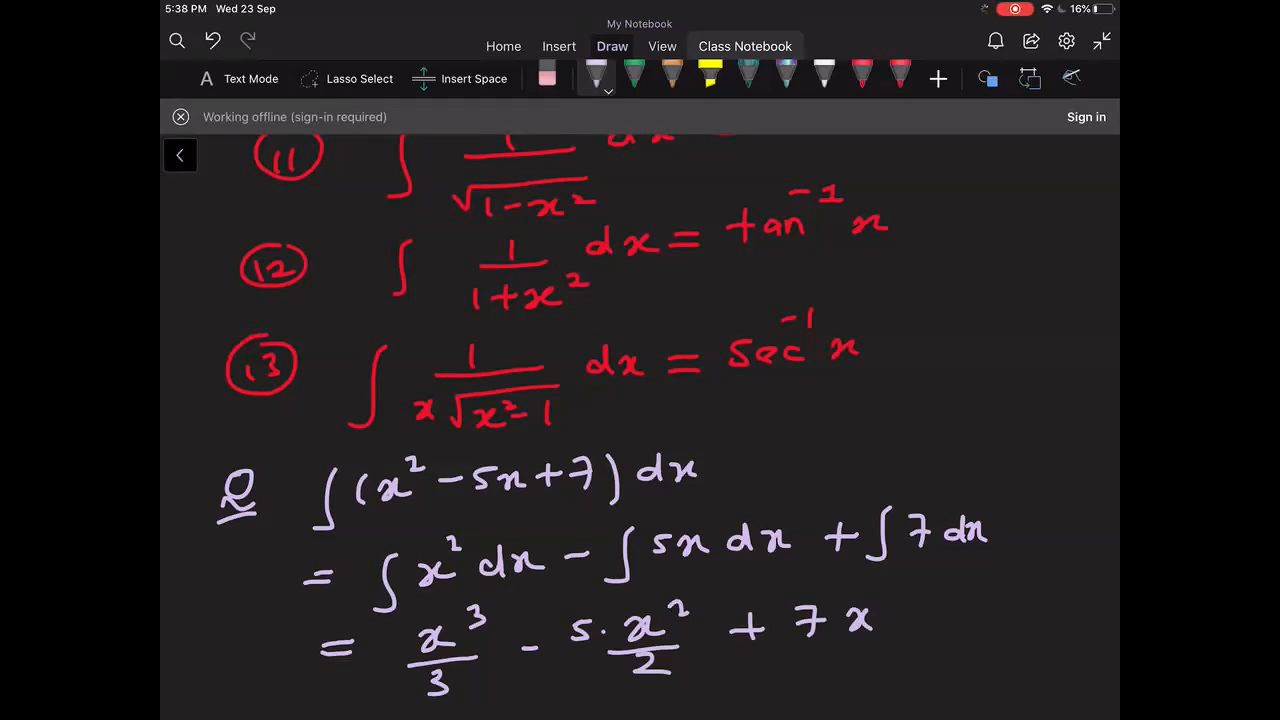 5:38 PM Wed 23 Sep 16%
My Notebook
Home Insert Draw View Class Notebook
A Text Mode Lasso Select Insert Space
Working offline (sign-in required) Sign in
11 ∫ 1/√(1-x²) dx
12 ∫ 1/(1+x²) dx = tan⁻¹ x
13 ∫ 1/(x√(x²-1)) dx = sec⁻¹ x
Q ∫(x² - 5x + 7) dx
= ∫ x² dx - ∫ 5x dx + ∫ 7 dx
= x³/3 - 5·x²/2 + 7x